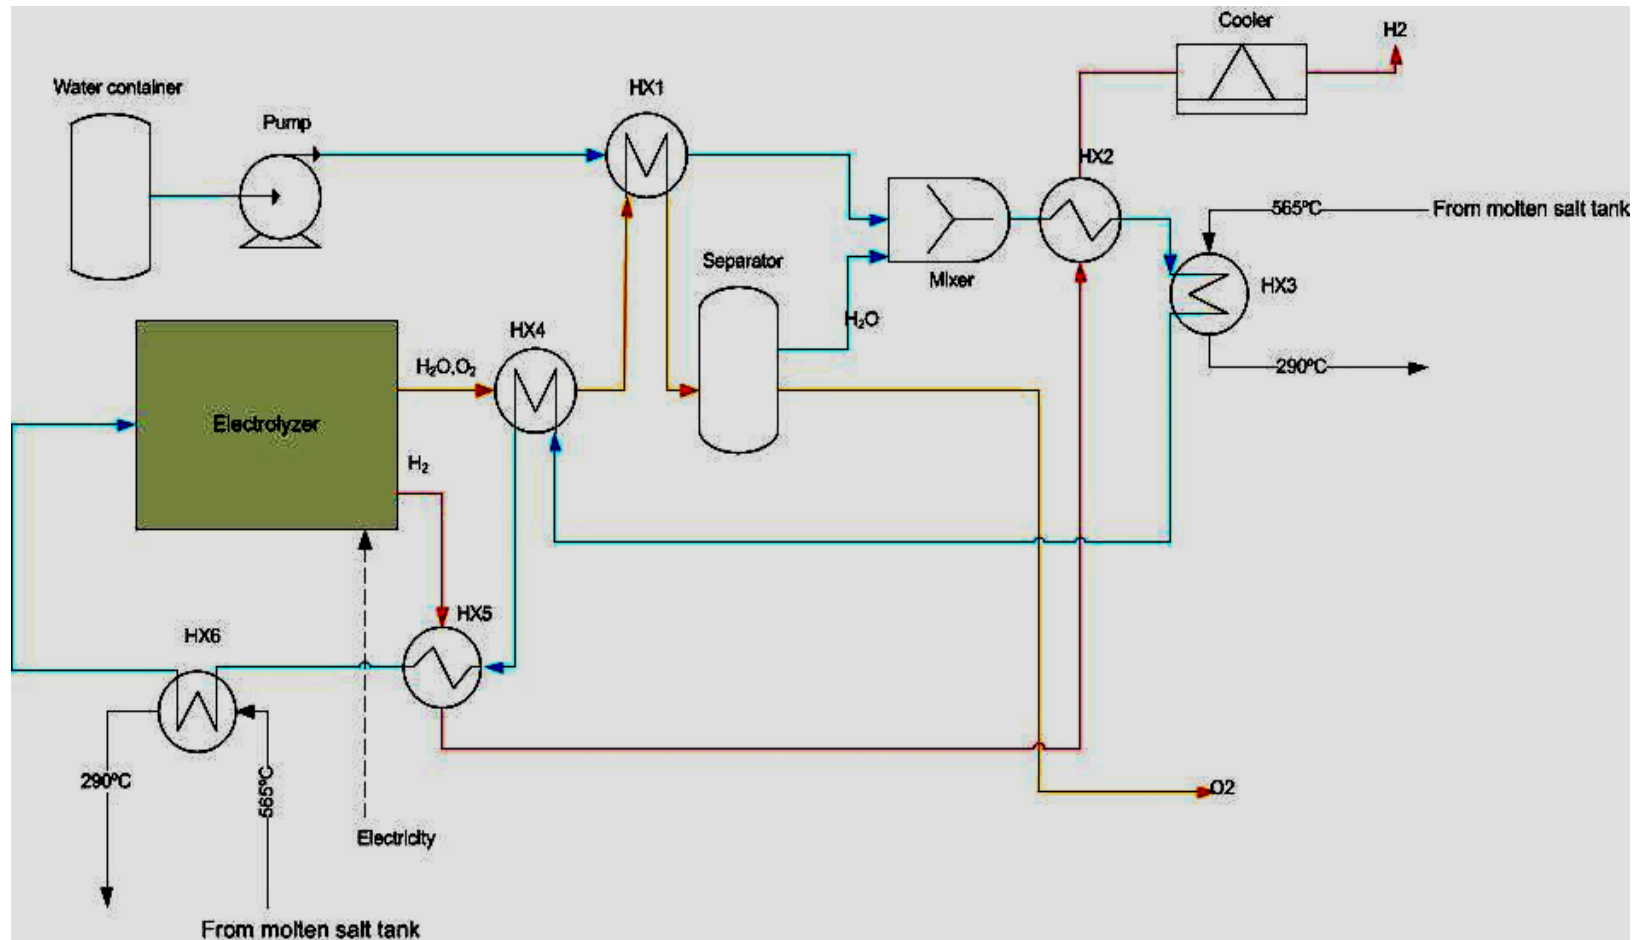 Cooler
H2
Water container
HX1
Pump
HX2
565ºC
From molten salt tank
Separator
Mixer
HX3
H₂O
HX4
H₂O,O₂
290ºC
Electrolyzer
H₂
HX5
HX6
290ºC
565ºC
O2
Electricity
From molten salt tank